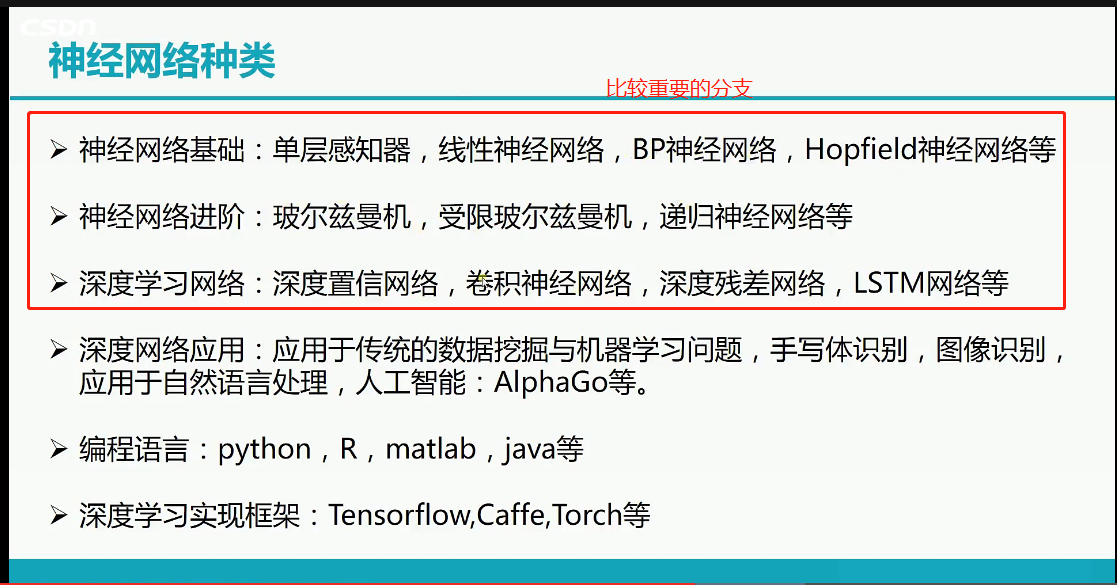 CSDN
神经网络种类
比较重要的分支
➢ 神经网络基础：单层感知器，线性神经网络，BP神经网络，Hopfield神经网络等
➢ 神经网络进阶：玻尔兹曼机，受限玻尔兹曼机，递归神经网络等
➢ 深度学习网络：深度置信网络，卷积神经网络，深度残差网络，LSTM网络等
➢ 深度网络应用：应用于传统的数据挖掘与机器学习问题，手写体识别，图像识别，
应用于自然语言处理，人工智能：AlphaGo等。
➢ 编程语言：python，R，matlab，java等
➢ 深度学习实现框架：Tensorflow,Caffe,Torch等